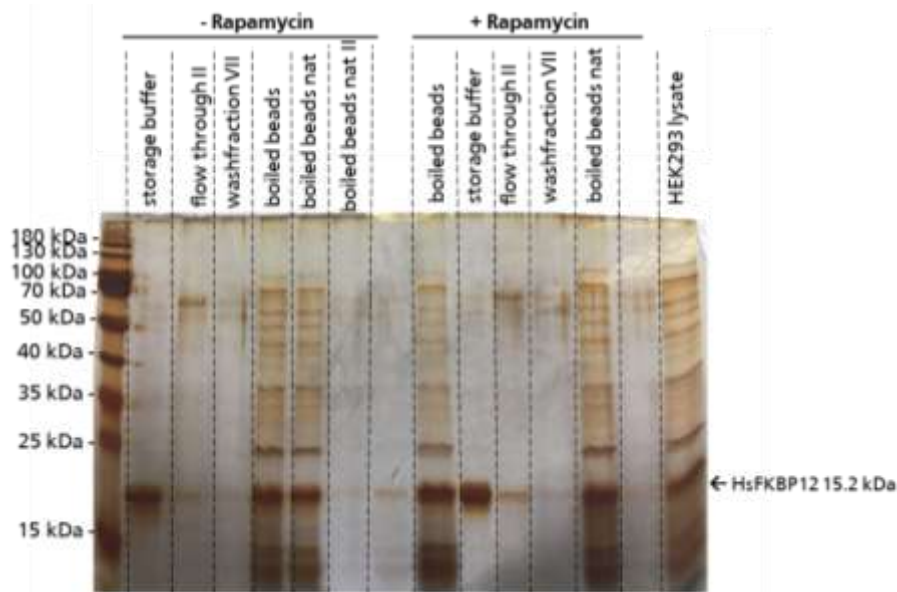 - Rapamycin
+ Rapamycin
storage buffer
flow through II
washfraction VII
boiled beads
boiled beads nat
boiled beads nat II
boiled beads
storage buffer
flow through II
washfraction VII
boiled beads nat
HEK293 lysate
180 kDa -
130 kDa -
100 kDa -
70 kDa -
50 kDa -
40 kDa -
35 kDa -
25 kDa -
15 kDa -
← HsFKBP12 15.2 kDa